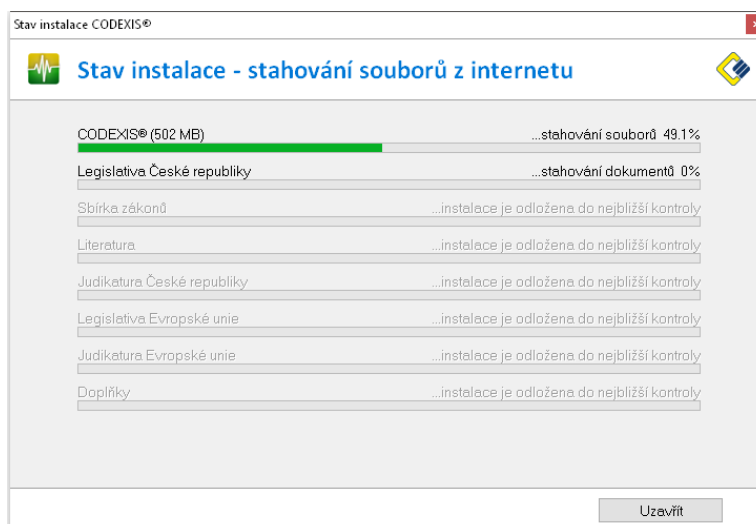 Stav instalace CODEXIS®
Stav instalace - stahování souborů z internetu
CODEXIS® (502 MB) ...stahování souborů 49.1%
Legislativa České republiky ...stahování dokumentů 0%
Sbírka zákonů ...instalace je odložena do nejbližší kontroly
Literatura ...instalace je odložena do nejbližší kontroly
Judikatura České republiky ...instalace je odložena do nejbližší kontroly
Legislativa Evropské unie ...instalace je odložena do nejbližší kontroly
Judikatura Evropské unie ...instalace je odložena do nejbližší kontroly
Doplňky ...instalace je odložena do nejbližší kontroly
Uzavřít